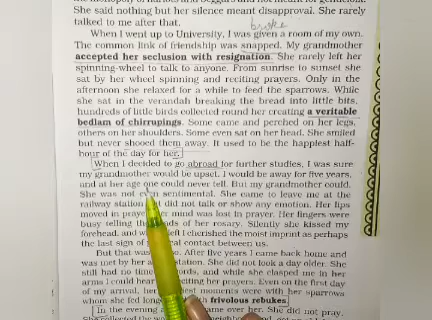 She said nothing but her silence meant disapproval. She rarely
talked to me after that.
broke
When I went up to University, I was given a room of my own.
The common link of friendship was snapped. My grandmother
accepted her seclusion with resignation. She rarely left her
spinning-wheel to talk to anyone. From sunrise to sunset she
sat by her wheel spinning and reciting prayers. Only in the
afternoon she relaxed for a while to feed the sparrows. While
she sat in the verandah breaking the bread into little bits,
hundreds of little birds collected round her creating a veritable
bedlam of chirrupings. Some came and perched on her legs,
others on her shoulders. Some even sat on her head. She smiled
but never shooed them away. It used to be the happiest half-
hour of the day for her.
When I decided to go abroad for further studies, I was sure
my grandmother would be upset. I would be away for five years,
and at her age one could never tell. But my grandmother could.
She was not even sentimental. She came to leave me at the
railway station did not talk or show any emotion. Her lips
moved in prayer mind was lost in prayer. Her fingers were
busy telling the of her rosary. Silently she kissed my
forehead, and left I cherished the moist imprint as perhaps
the last sign of contact between us.
But that was After five years I came back home and
was met by her station. She did not look a day older. She
still had no time words, and while she clasped me in her
arms I could hear reciting her prayers. Even on the first day
of my arrival, her moments were with her sparrows
whom she fed longer with frivolous rebukes.
In the evening over her. She did not pray.
She collected the women